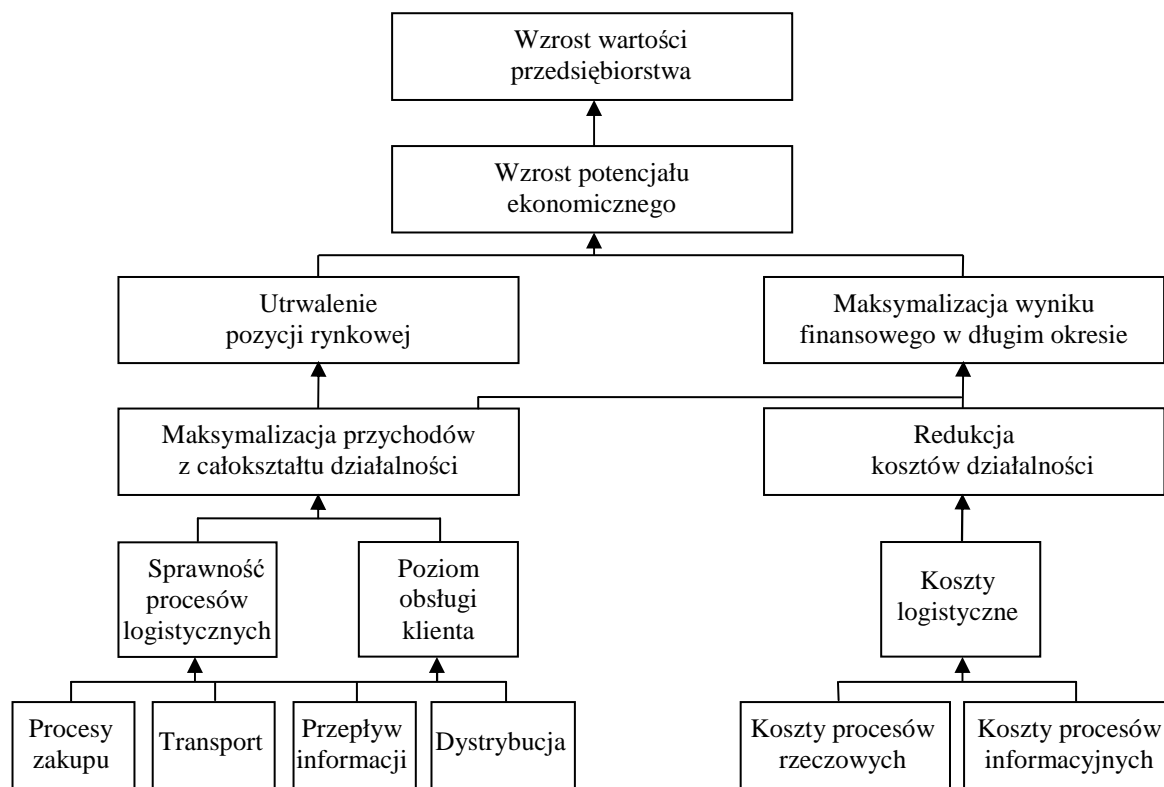 Wzrost wartości
przedsiębiorstwa
Wzrost potencjału
ekonomicznego
Utrwalenie
pozycji rynkowej
Maksymalizacja wyniku
finansowego w długim okresie
Maksymalizacja przychodów
z całokształtu działalności
Redukcja
kosztów działalności
Sprawność
procesów
logistycznych
Poziom
obsługi
klienta
Koszty
logistyczne
Procesy
zakupu
Transport
Przepływ
informacji
Dystrybucja
Koszty procesów
rzeczowych
Koszty procesów
informacyjnych